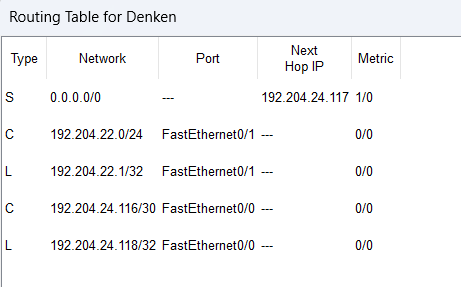 Routing Table for Denken
Type Network Port Next Hop IP Metric
S 0.0.0.0/0 --- 192.204.24.117 1/0
C 192.204.22.0/24 FastEthernet0/1 --- 0/0
L 192.204.22.1/32 FastEthernet0/1 --- 0/0
C 192.204.24.116/30 FastEthernet0/0 --- 0/0
L 192.204.24.118/32 FastEthernet0/0 --- 0/0